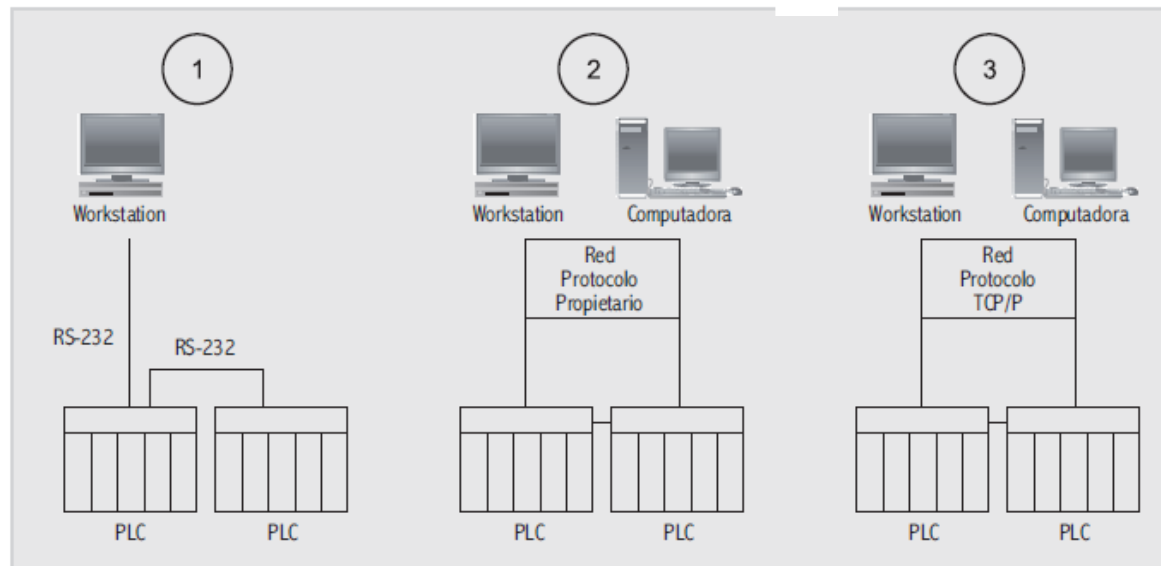 1
Workstation
RS-232
RS-232
PLC
PLC
2
Workstation
Computadora
Red
Protocolo
Propietario
PLC
PLC
3
Workstation
Computadora
Red
Protocolo
TCP/P
PLC
PLC